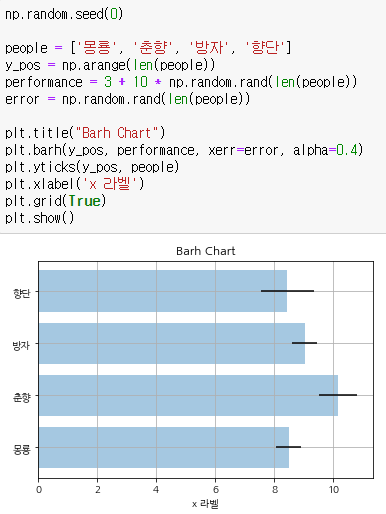 np.random.seed(0)
people = ['몽룡', '춘향', '방자', '향단']
y_pos = np.arange(len(people))
performance = 3 + 10 * np.random.rand(len(people))
error = np.random.rand(len(people))
plt.title("Barh Chart")
plt.barh(y_pos, performance, xerr=error, alpha=0.4)
plt.yticks(y_pos, people)
plt.xlabel('x 라벨')
plt.grid(True)
plt.show()
Barh Chart
향단
방자
춘향
몽룡
0 2 4 6 8 10
x 라벨